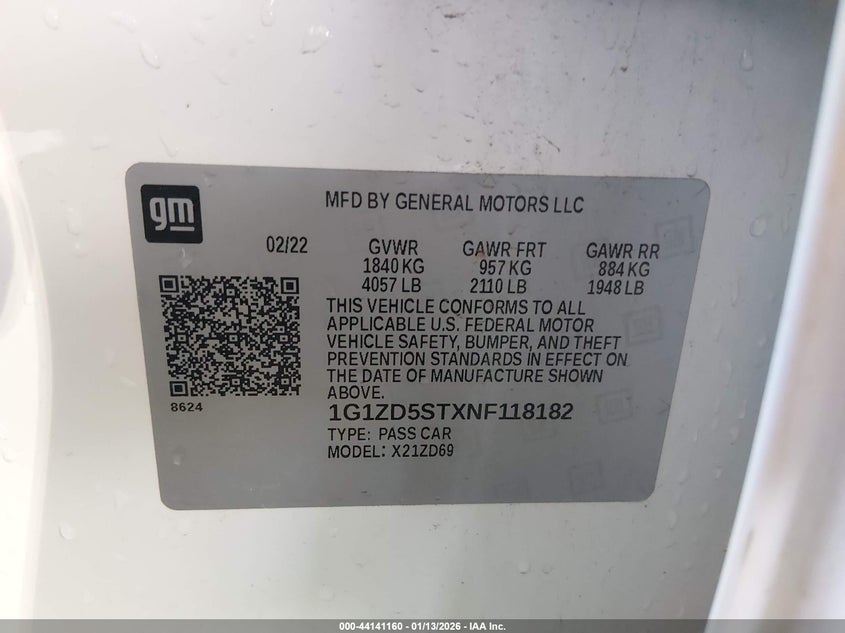 gm
MFD BY GENERAL MOTORS LLC
02/22 GVWR GAWR FRT GAWR RR
1840 KG 957 KG 884 KG
4057 LB 2110 LB 1948 LB
THIS VEHICLE CONFORMS TO ALL
APPLICABLE U.S. FEDERAL MOTOR
VEHICLE SAFETY, BUMPER, AND THEFT
PREVENTION STANDARDS IN EFFECT ON
THE DATE OF MANUFACTURE SHOWN
ABOVE.
8624
1G1ZD5STXNF118182
TYPE: PASS CAR
MODEL: X21ZD69
000-44141160 - 01/13/2026 - IAA Inc.